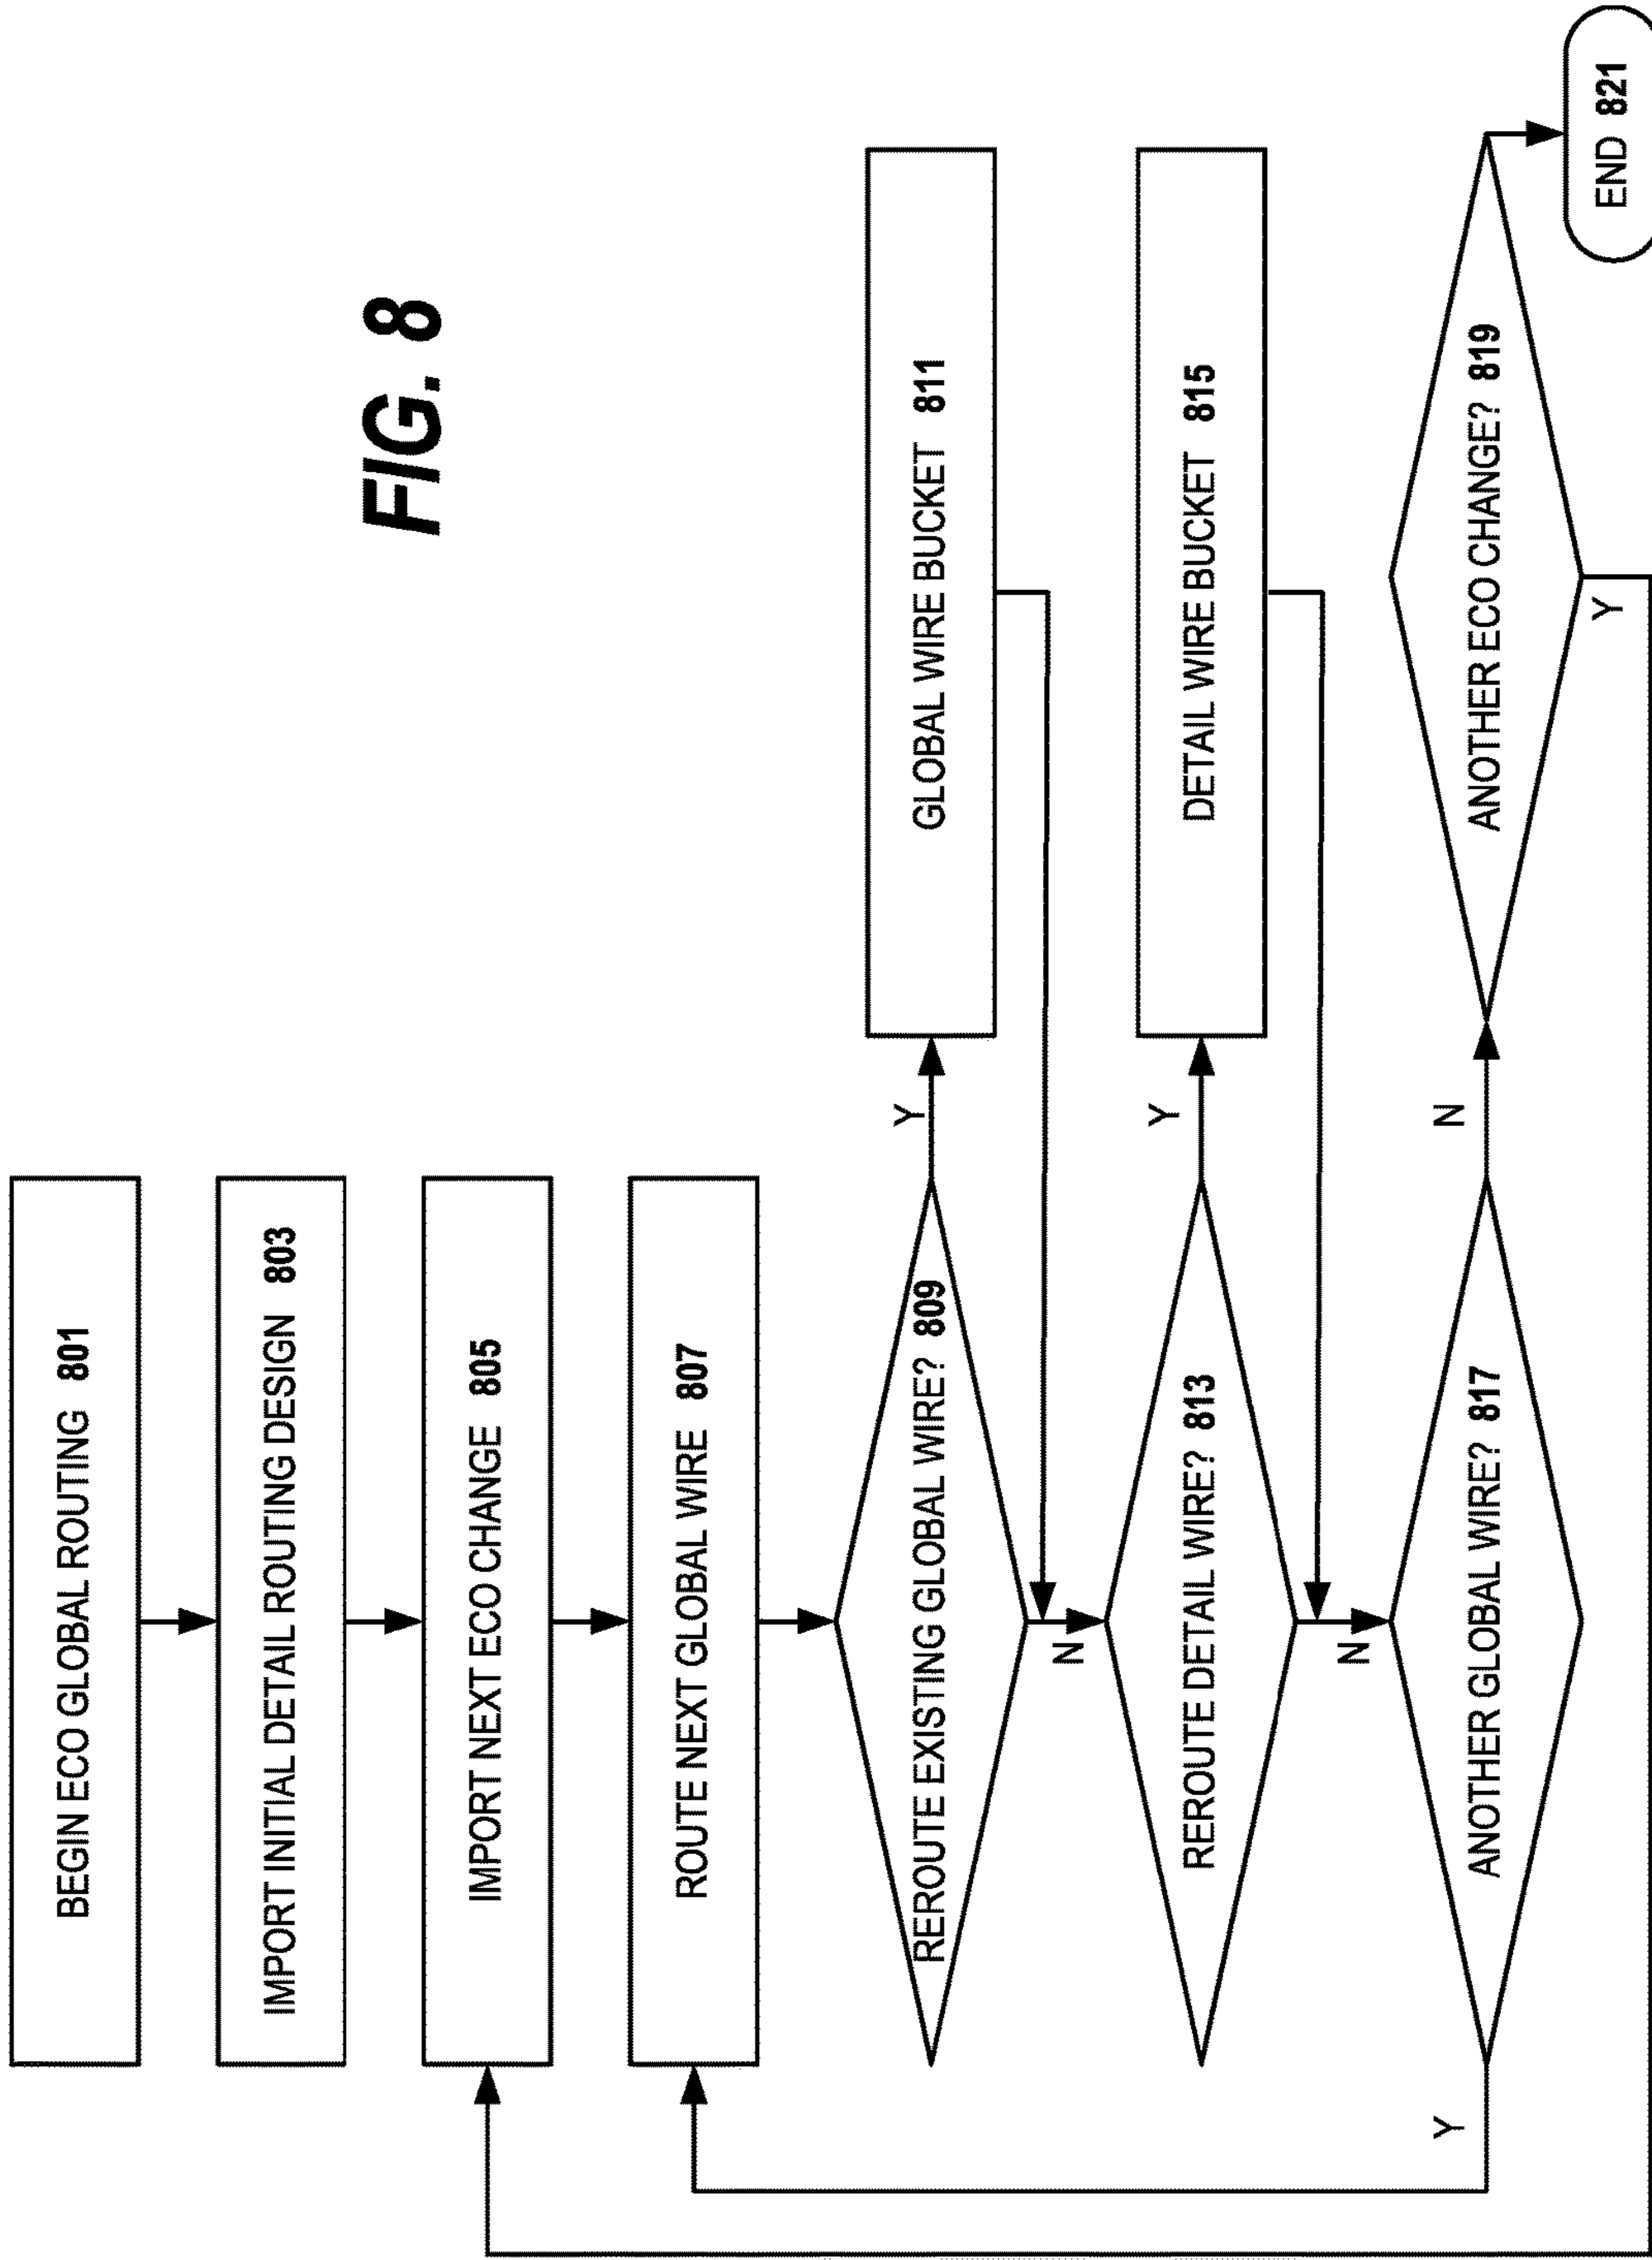 FIG. 8
BEGIN ECO GLOBAL ROUTING 801
IMPORT INITIAL DETAIL ROUTING DESIGN 803
IMPORT NEXT ECO CHANGE 805
ROUTE NEXT GLOBAL WIRE 807
REROUTE EXISTING GLOBAL WIRE? 809
Y
GLOBAL WIRE BUCKET 811
N
REROUTE DETAIL WIRE? 813
Y
DETAIL WIRE BUCKET 815
N
Y
ANOTHER GLOBAL WIRE? 817
N
ANOTHER ECO CHANGE? 819
Y
END 821